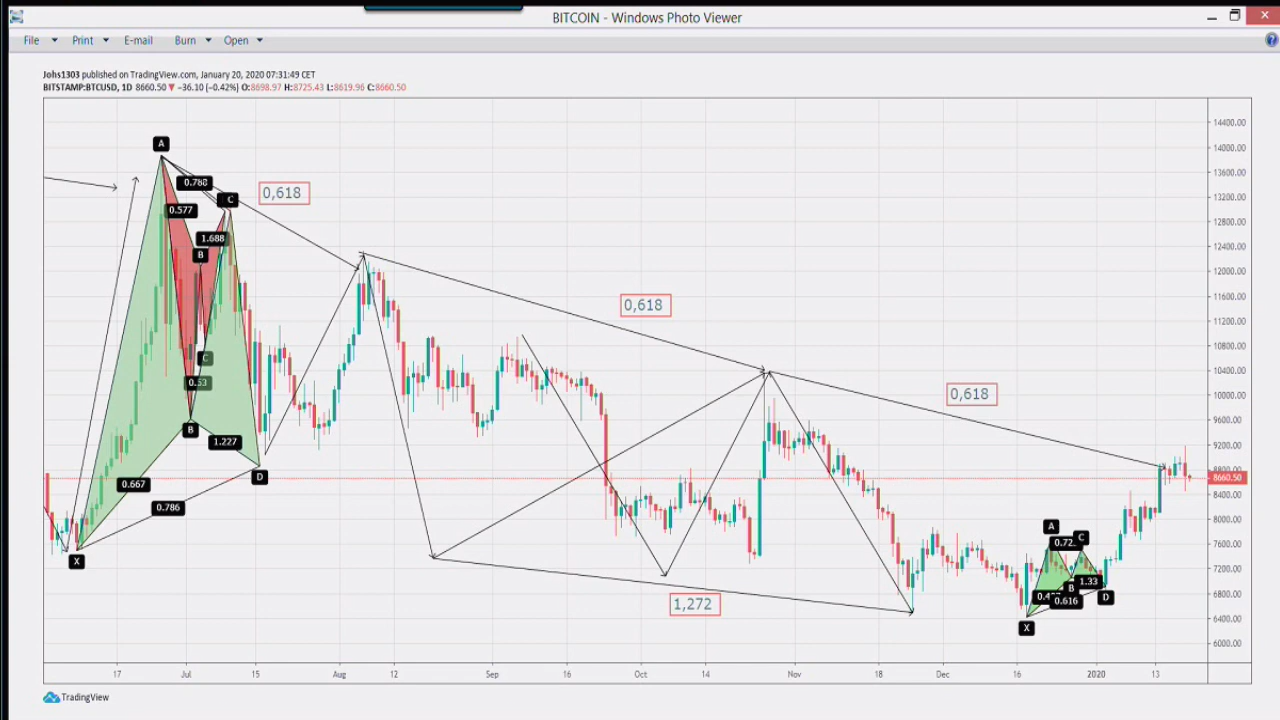 BITCOIN - Windows Photo Viewer
File Print E-mail Burn Open
Johs1303 published on TradingView.com, January 20, 2020 07:31:49 CET
BITSTAMP:BTCUSD, 1D 8660.50 ▼ −36.10 (−0.42%) O:8698.97 H:8725.43 L:8619.96 C:8660.50
14400.00
14000.00
13600.00
13200.00
12800.00
12400.00
12000.00
11600.00
11200.00
10800.00
10400.00
10000.00
9600.00
9200.00
8800.00
8660.50
8400.00
8000.00
7600.00
7200.00
6800.00
6400.00
6000.00
A
0.788
0,618
C
0.577
1.688
B
C
0.53
B
1.227
D
0.667
0.786
X
0,618
0,618
1,272
A
C
0.72
B
1.33
0.616
D
X
17 Jul 15 Aug 12 Sep 16 Oct 14 Nov 18 Dec 16 2020 13
TradingView